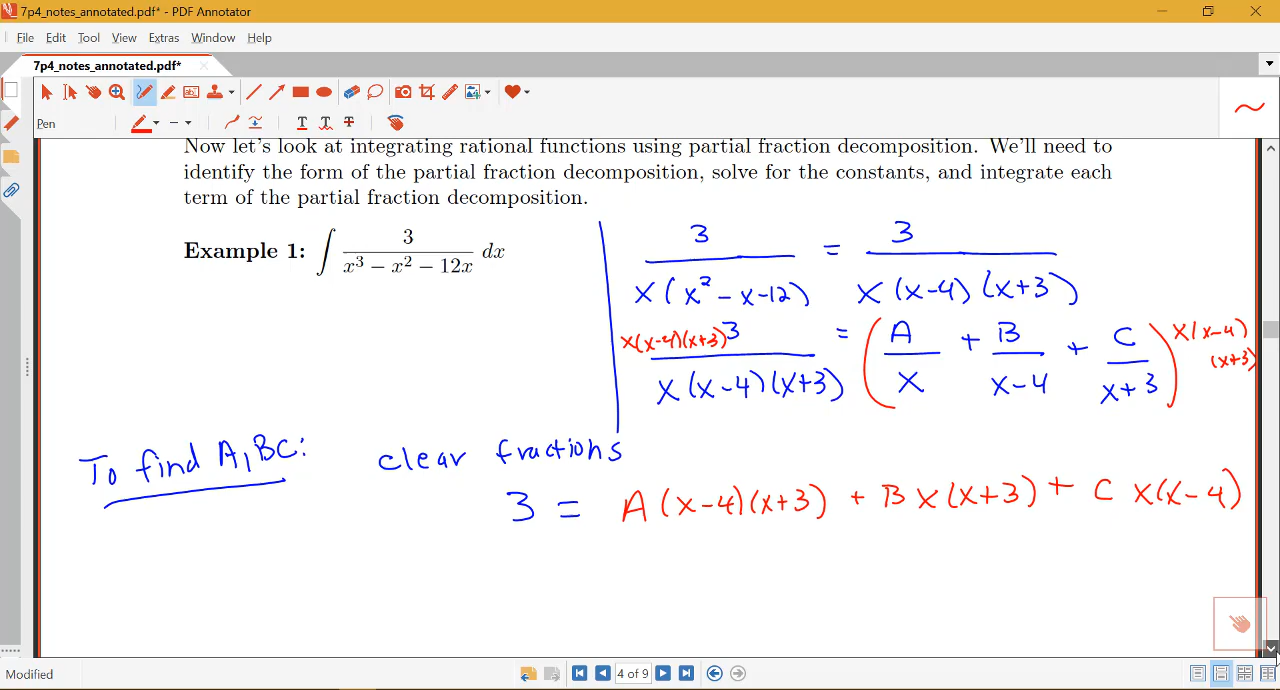 7p4_notes_annotated.pdf* - PDF Annotator
File Edit Tool View Extras Window Help
7p4_notes_annotated.pdf*
Pen
Now let's look at integrating rational functions using partial fraction decomposition. We'll need to
identify the form of the partial fraction decomposition, solve for the constants, and integrate each
term of the partial fraction decomposition.
Example 1: ∫ 3/(x³ − x² − 12x) dx
3/(x(x² − x − 12)) = 3/(x(x−4)(x+3))
x(x−4)(x+3)3/(x(x−4)(x+3)) = (A/x + B/(x−4) + C/(x+3)) x(x−4)(x+3)
To find A,BC: clear fractions
3 = A(x−4)(x+3) + Bx(x+3) + Cx(x−4)
Modified 4 of 9